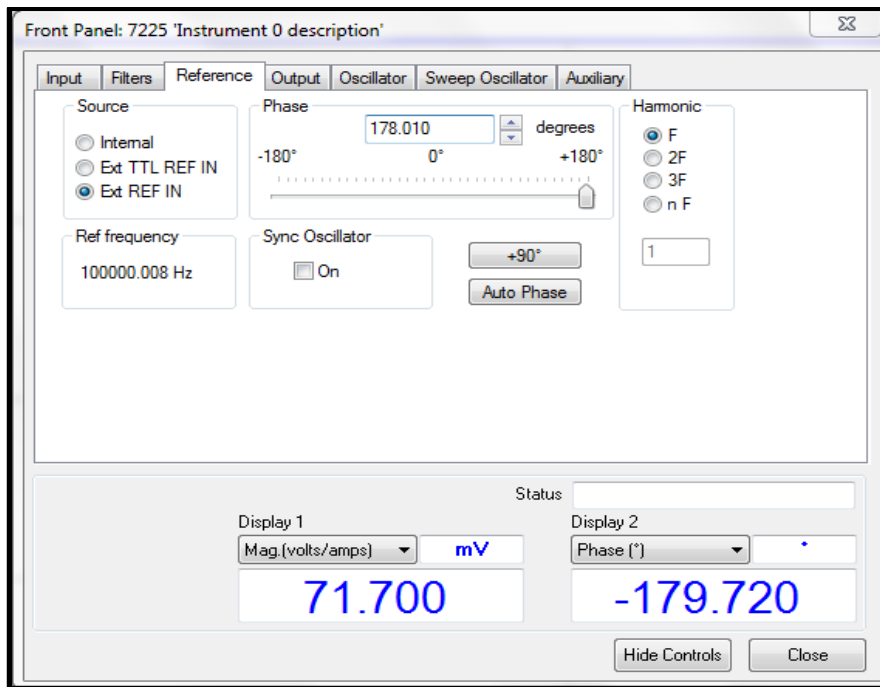 Front Panel: 7225 'Instrument 0 description'
Input Filters Reference Output Oscillator Sweep Oscillator Auxiliary
Source
Internal
Ext TTL REF IN
Ext REF IN
Phase
178.010 degrees
-180° 0° +180°
Harmonic
F
2F
3F
n F
1
Ref frequency
100000.008 Hz
Sync Oscillator
On
+90°
Auto Phase
Status
Display 1
Mag.(volts/amps) mV
71.700
Display 2
Phase (°) °
-179.720
Hide Controls Close